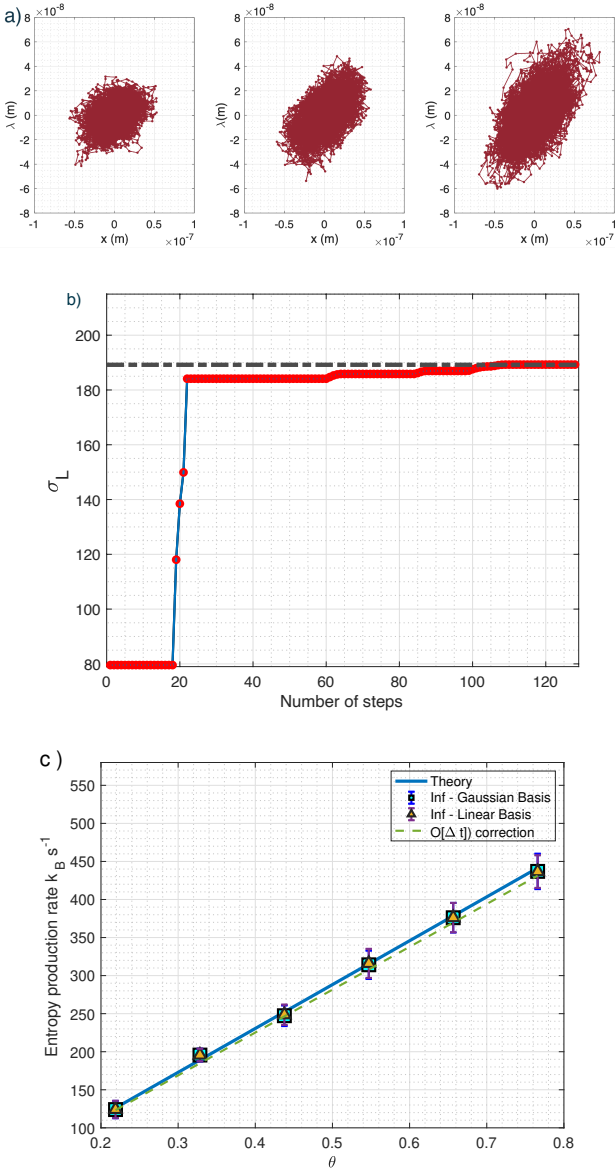 a)
×10⁻⁸ ×10⁻⁸ ×10⁻⁸
8 8 8
6 6 6
4 4 4
2 2 2
0 0 0
-2 -2 -2
-4 -4 -4
-6 -6 -6
-8 -8 -8
λ (m) λ(m) λ (m)
-1 -0.5 0 0.5 1 -1 -0.5 0 0.5 1 -1 -0.5 0 0.5 1
x (m) ×10⁻⁷ x (m) ×10⁻⁷ x (m) ×10⁻⁷
b)
200
180
160
140
120
100
80
σ_L
0 20 40 60 80 100 120
Number of steps
c )
550
500
450
400
350
300
250
200
150
100
Entropy production rate k_B s⁻¹
Theory
Inf - Gaussian Basis
Inf - Linear Basis
O[Δ t]) correction
0.2 0.3 0.4 0.5 0.6 0.7 0.8
θ